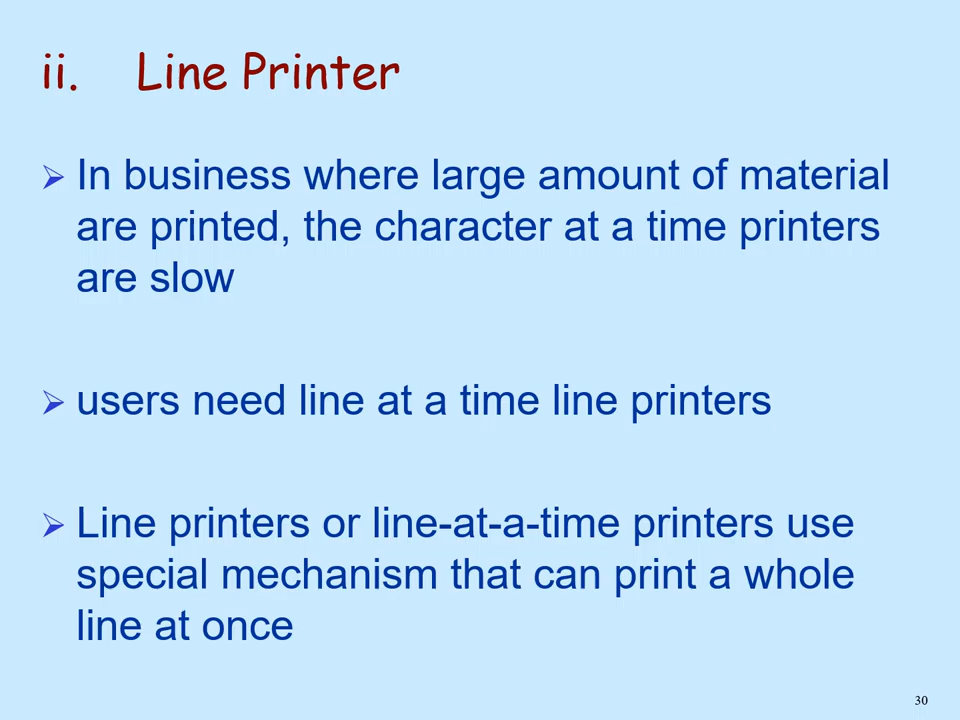 ii. Line Printer
➢ In business where large amount of material
are printed, the character at a time printers
are slow
➢ users need line at a time line printers
➢ Line printers or line-at-a-time printers use
special mechanism that can print a whole
line at once
30